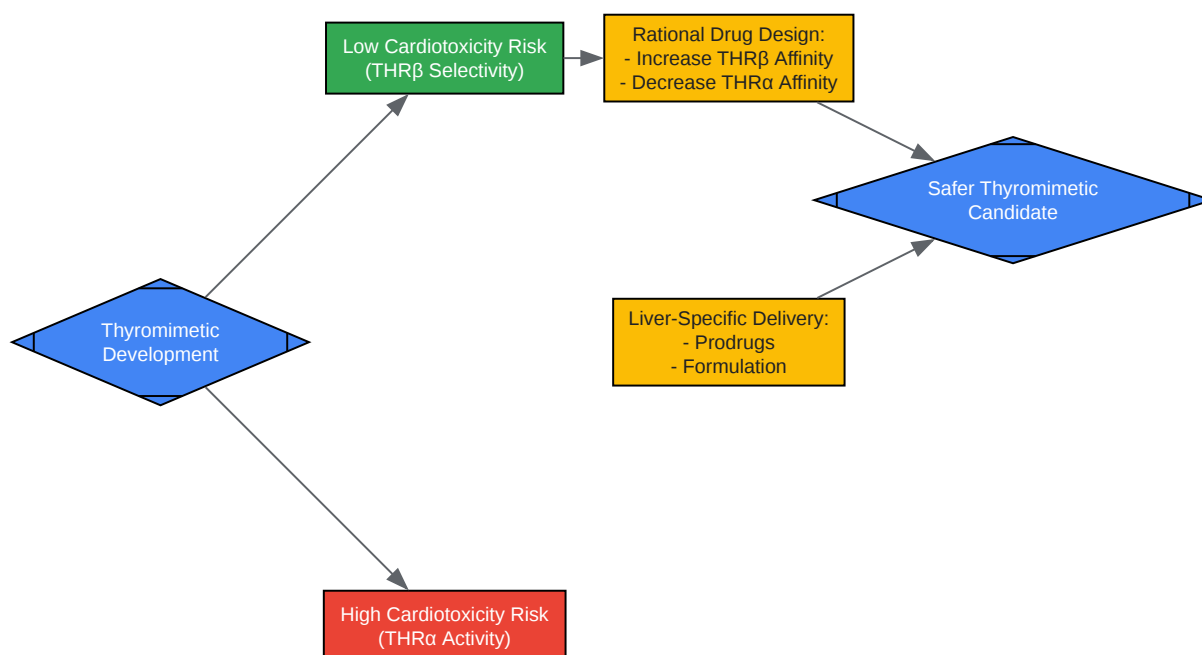 Low Cardiotoxicity Risk
(THRβ Selectivity)
Rational Drug Design:
- Increase THRβ Affinity
- Decrease THRα Affinity
Safer Thyromimetic
Candidate
Thyromimetic
Development
Liver-Specific Delivery:
- Prodrugs
- Formulation
High Cardiotoxicity Risk
(THRα Activity)